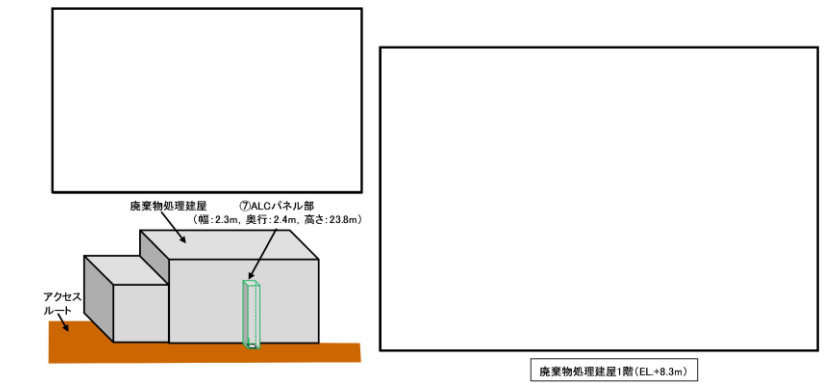 廃棄物処理建屋 ⑦ALCパネル部
(幅:2.3m, 奥行:2.4m, 高さ:23.8m)
アクセス
ルート
廃棄物処理建屋1階(EL.+8.3m)